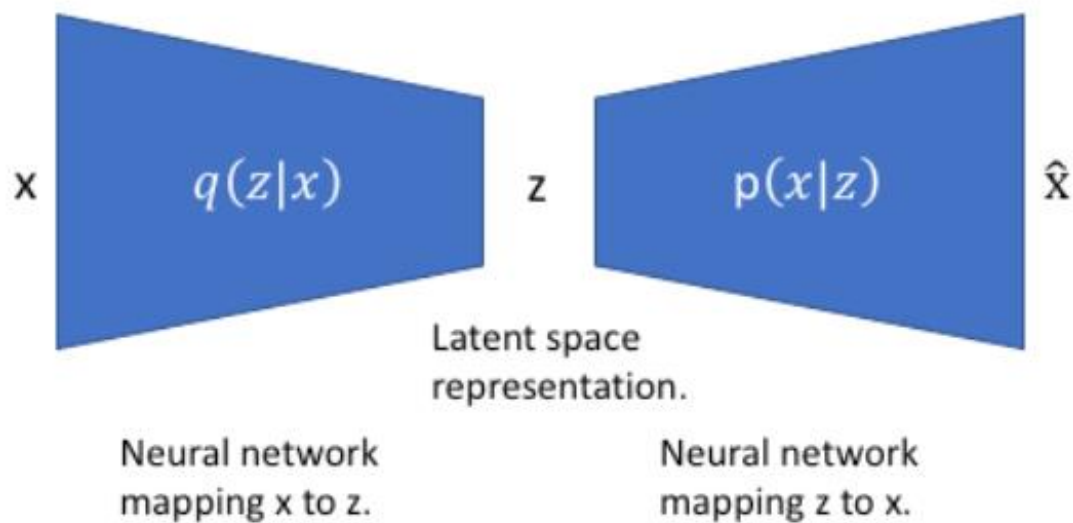 x
q(z|x)
z
p(x|z)
x̂
Latent space
representation.
Neural network
mapping x to z.
Neural network
mapping z to x.